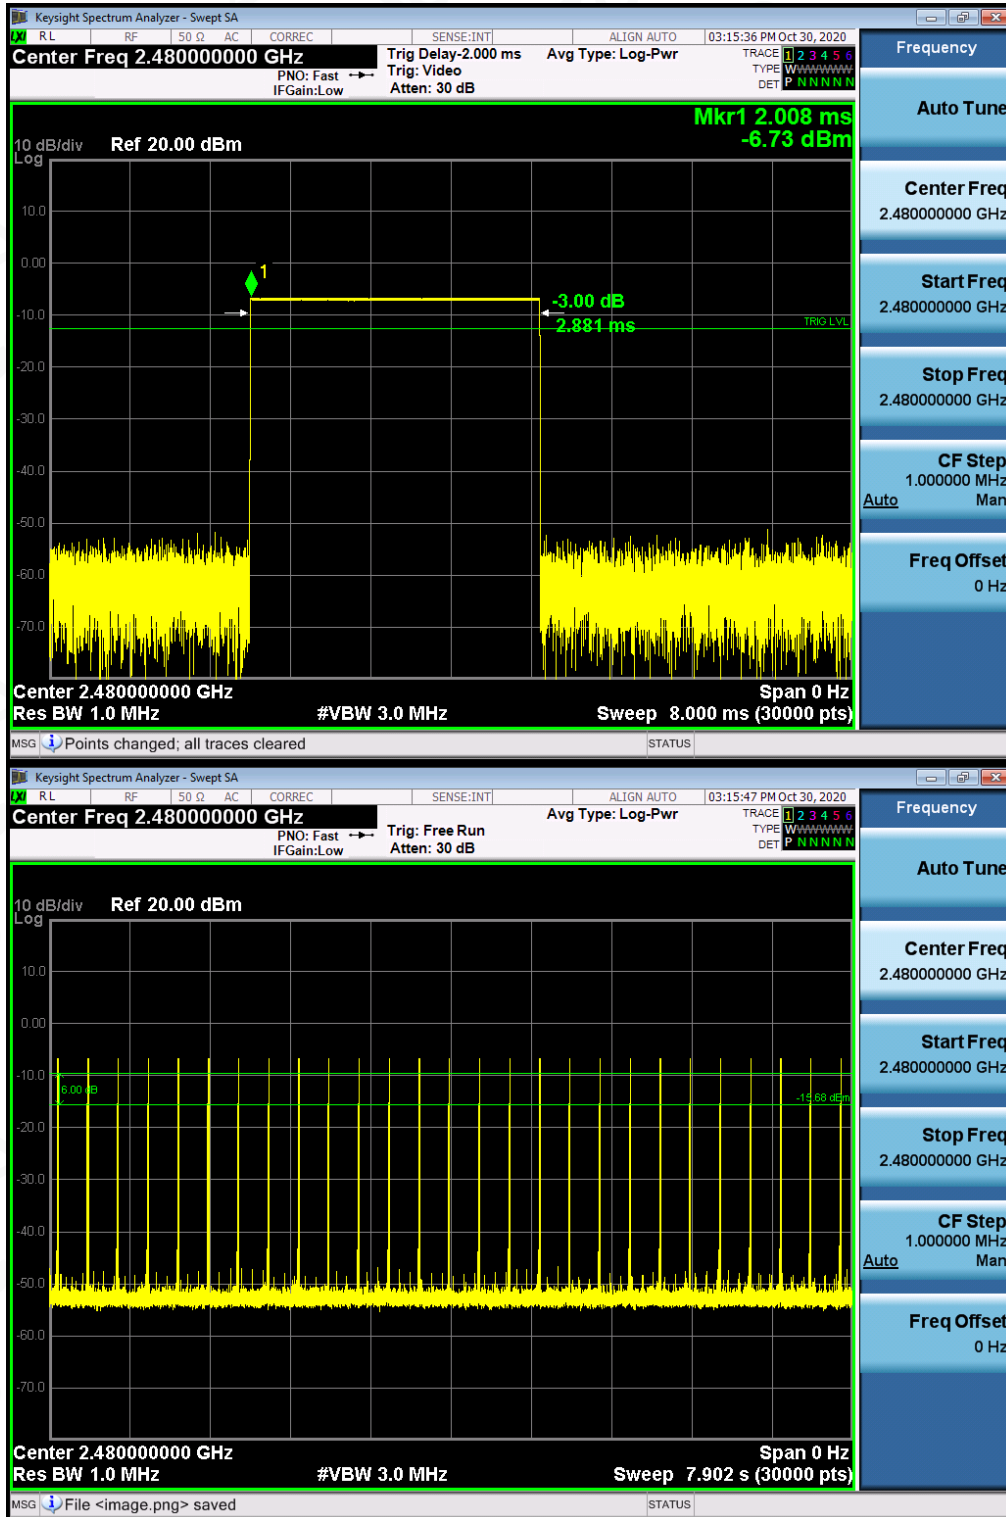 Keysight Spectrum Analyzer - Swept SA
LXI RL RF 50 Ω AC CORREC SENSE:INT ALIGN AUTO 03:15:36 PM Oct 30, 2020
Center Freq 2.480000000 GHz
PNO: Fast
IFGain:Low
Trig Delay-2.000 ms
Trig: Video
Atten: 30 dB
Avg Type: Log-Pwr
TRACE 1 2 3 4 5 6
TYPE WWWWWW
DET P N N N N N
Mkr1 2.008 ms
-6.73 dBm
10 dB/div Ref 20.00 dBm
Log
10.0
0.00
1
-3.00 dB
-10.0
2.881 ms
TRIG LVL
-20.0
-30.0
-40.0
-50.0
-60.0
-70.0
Center 2.480000000 GHz Span 0 Hz
Res BW 1.0 MHz #VBW 3.0 MHz Sweep 8.000 ms (30000 pts)
MSG Points changed; all traces cleared STATUS
Frequency
Auto Tune
Center Freq
2.480000000 GHz
Start Freq
2.480000000 GHz
Stop Freq
2.480000000 GHz
CF Step
1.000000 MHz
Auto Man
Freq Offset
0 Hz
Keysight Spectrum Analyzer - Swept SA
LXI RL RF 50 Ω AC CORREC SENSE:INT ALIGN AUTO 03:15:47 PM Oct 30, 2020
Center Freq 2.480000000 GHz
PNO: Fast
IFGain:Low
Trig: Free Run
Atten: 30 dB
Avg Type: Log-Pwr
TRACE 1 2 3 4 5 6
TYPE WWWWWW
DET P N N N N N
10 dB/div Ref 20.00 dBm
Log
10.0
0.00
-10.0
6.00 dB
-15.68 dBm
-20.0
-30.0
-40.0
-50.0
-60.0
-70.0
Center 2.480000000 GHz Span 0 Hz
Res BW 1.0 MHz #VBW 3.0 MHz Sweep 7.902 s (30000 pts)
MSG File <image.png> saved STATUS
Frequency
Auto Tune
Center Freq
2.480000000 GHz
Start Freq
2.480000000 GHz
Stop Freq
2.480000000 GHz
CF Step
1.000000 MHz
Auto Man
Freq Offset
0 Hz